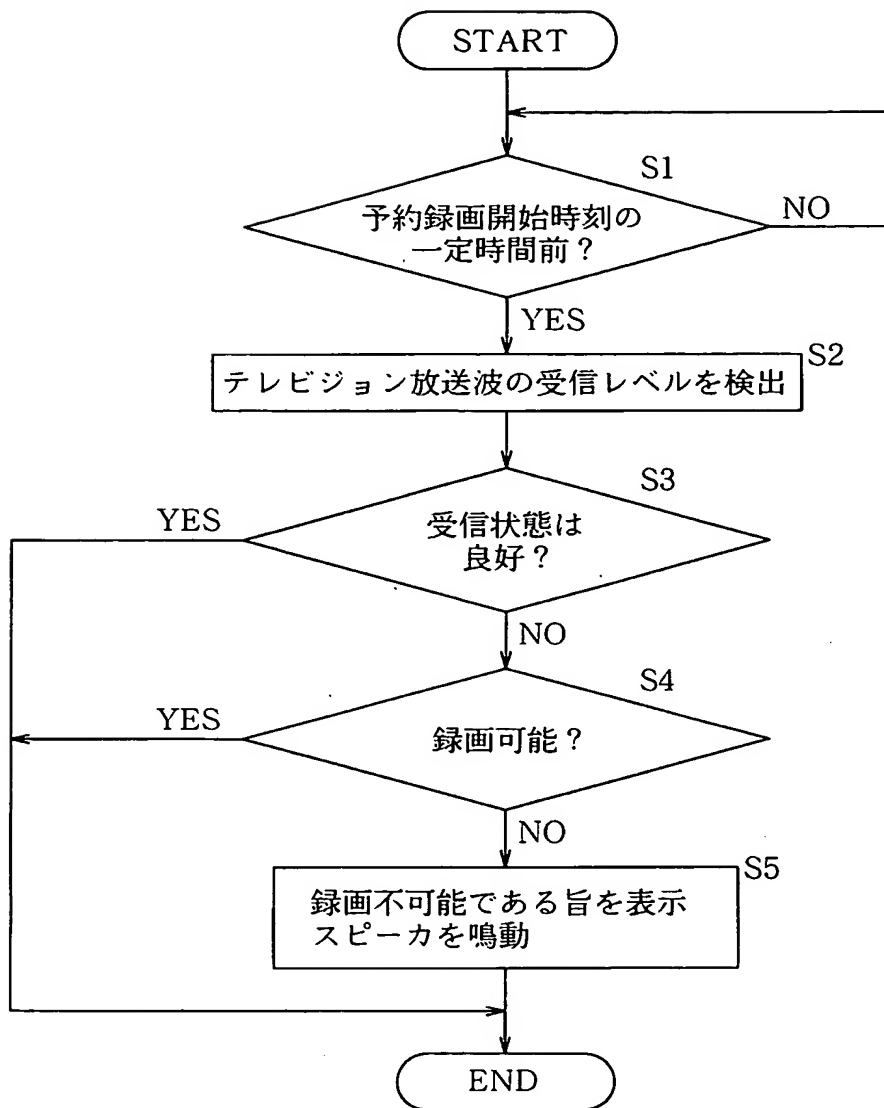 START
S1
予約録画開始時刻の
一定時間前？
NO
YES
S2
テレビジョン放送波の受信レベルを検出
S3
YES
受信状態は
良好？
NO
S4
YES
録画可能？
NO
S5
録画不可能である旨を表示
スピーカを鳴動
END